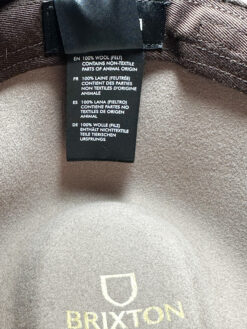 EN 100% WOOL (FELT)
CONTAINS NON-TEXTILE
PARTS OF ANIMAL ORIGIN
FR 100% LAINE (FEUTRÉE)
CONTIENT DES PARTIES
NON TEXTILES D'ORIGINE
ANIMALE
ES 100% LANA (FIELTRO)
CONTIENE PARTES NO
TEXTILES DE ORIGEN
ANIMAL
DE 100% WOLLE (FILZ)
ENTHÄLT NICHTTEXTILE
TEILE TIERISCHEN
URSPRUNGS
BRIXTON